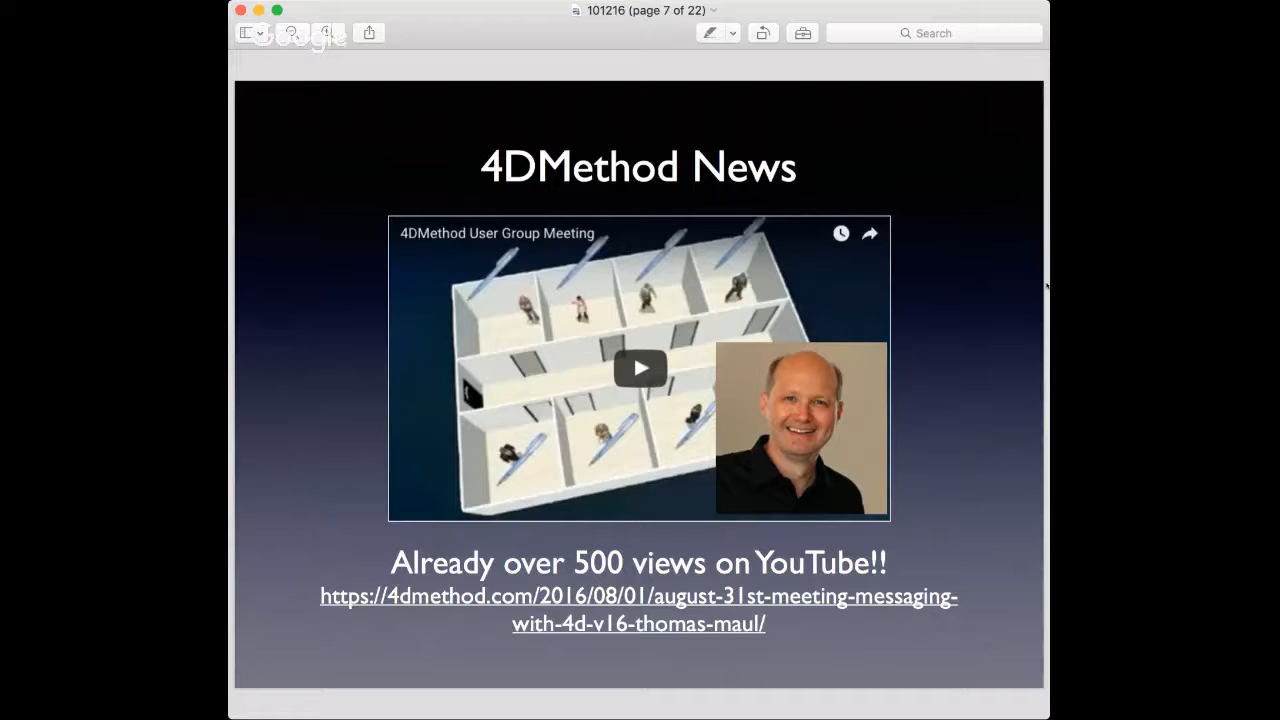 101216 (page 7 of 22)
Google
Search
4DMethod News
4DMethod User Group Meeting
Already over 500 views on YouTube!!
https://4dmethod.com/2016/08/01/august-31st-meeting-messaging-
with-4d-v16-thomas-maul/